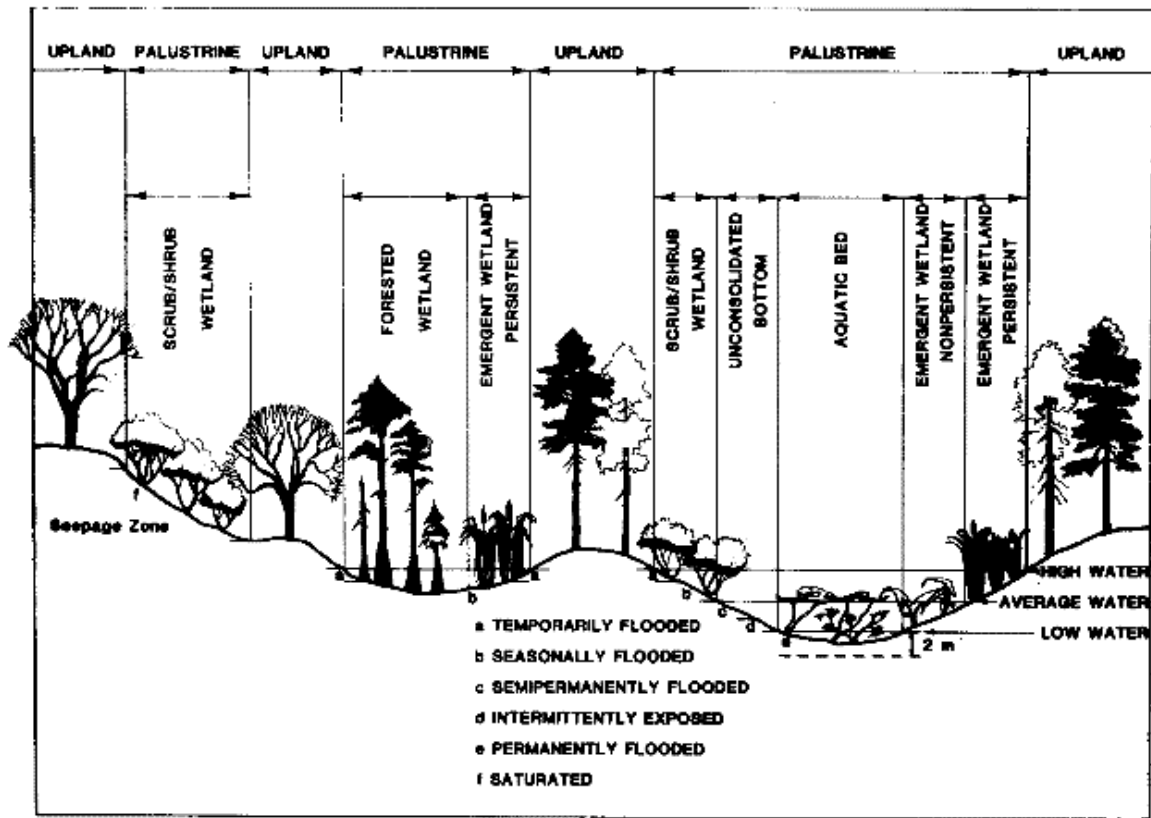 UPLAND PALUSTRINE UPLAND PALUSTRINE UPLAND PALUSTRINE UPLAND
SCRUB/SHRUB
WETLAND
FORESTED
WETLAND
EMERGENT WETLAND
PERSISTENT
SCRUB/SHRUB
WETLAND
UNCONSOLIDATED
BOTTOM
AQUATIC BED
EMERGENT WETLAND
NONPERSISTENT
EMERGENT WETLAND
PERSISTENT
f
Seepage Zone
a
b
a
a
b
c
d
e
HIGH WATER
AVERAGE WATER
LOW WATER
2 m
a TEMPORARILY FLOODED
b SEASONALLY FLOODED
c SEMIPERMANENTLY FLOODED
d INTERMITTENTLY EXPOSED
e PERMANENTLY FLOODED
f SATURATED